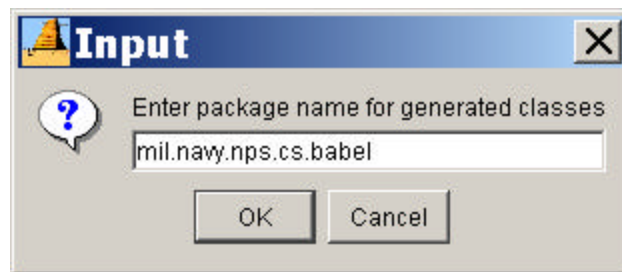 Input
Enter package name for generated classes
mil.navy.nps.cs.babel
OK Cancel